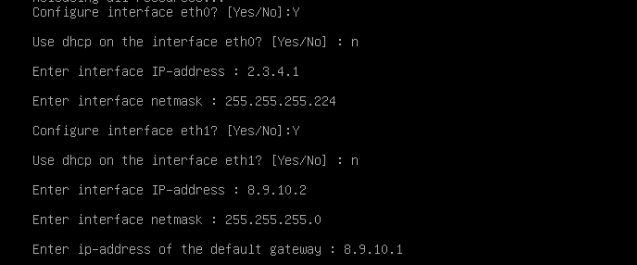 Reloading all resources...
Configure interface eth0? [Yes/No]:Y
Use dhcp on the interface eth0? [Yes/No] : n
Enter interface IP-address : 2.3.4.1
Enter interface netmask : 255.255.255.224
Configure interface eth1? [Yes/No]:Y
Use dhcp on the interface eth1? [Yes/No] : n
Enter interface IP-address : 8.9.10.2
Enter interface netmask : 255.255.255.0
Enter ip-address of the default gateway : 8.9.10.1